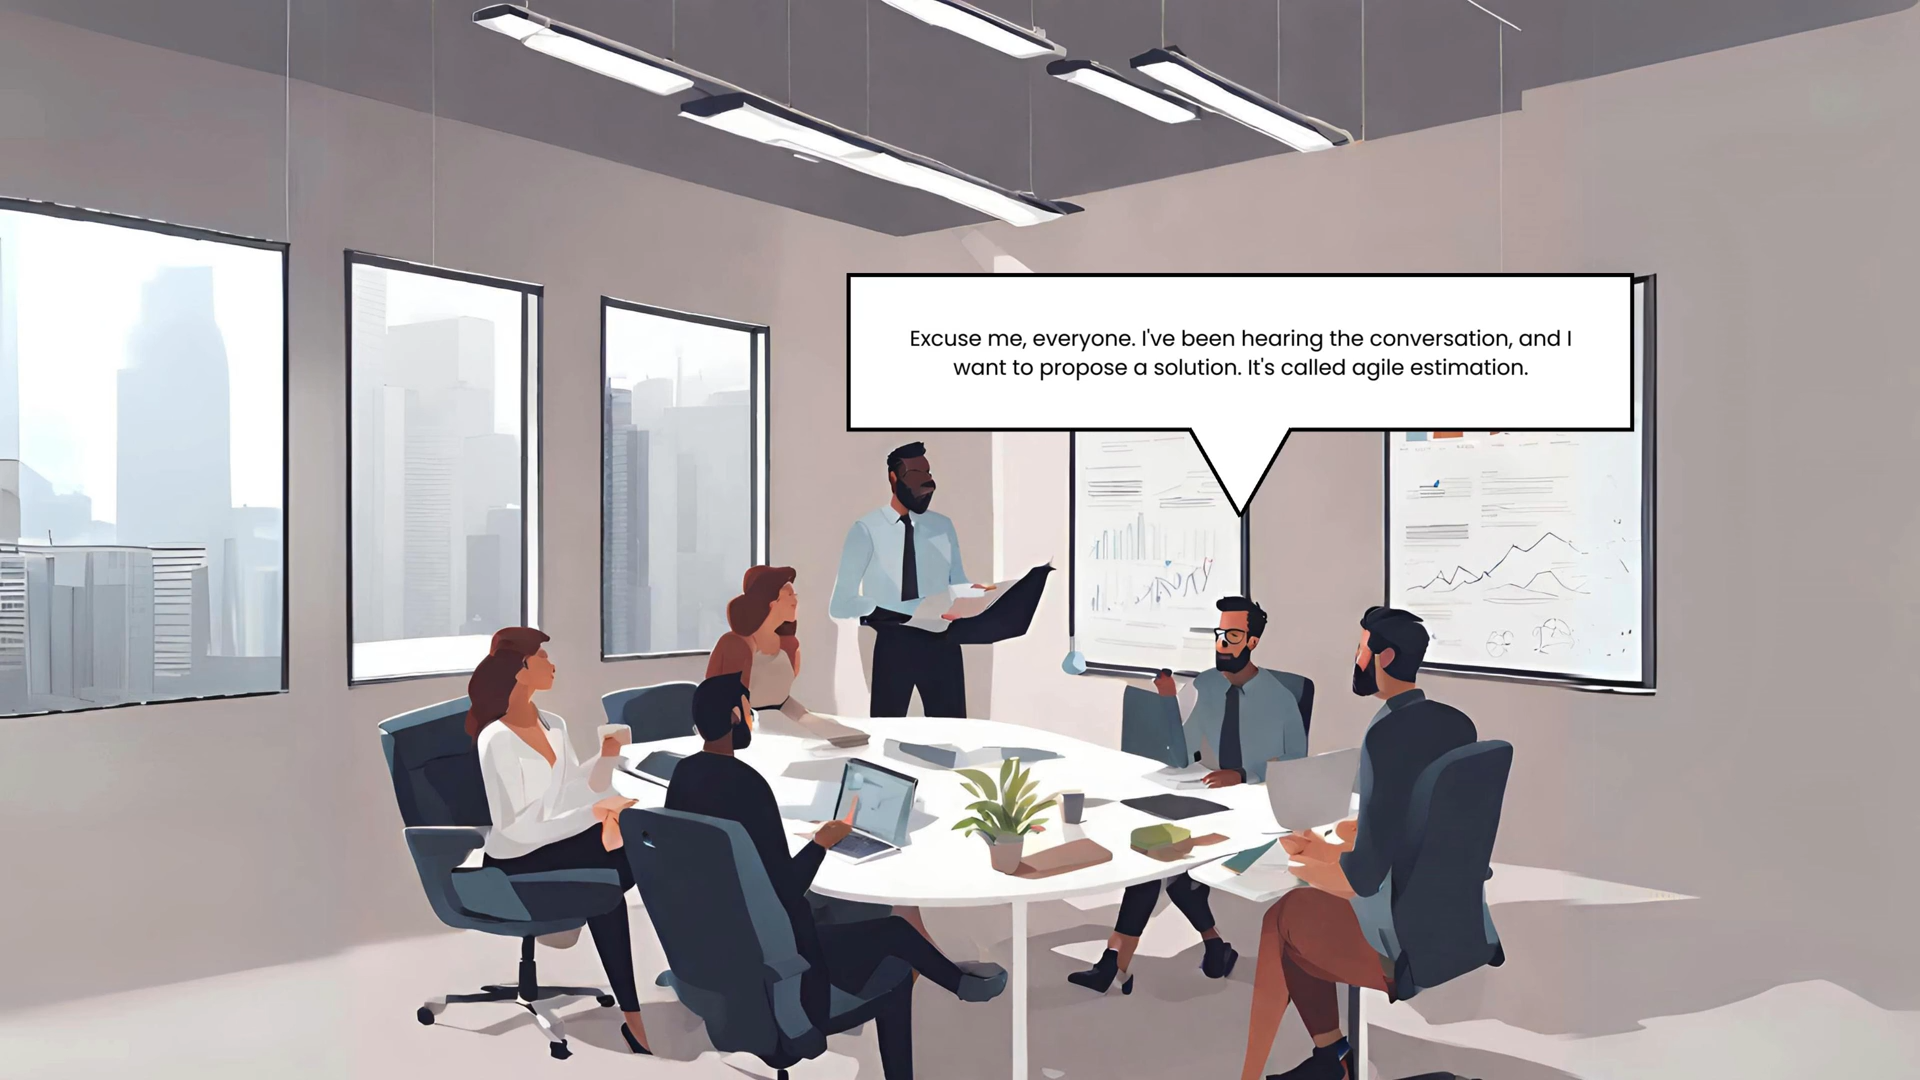 Excuse me, everyone. I've been hearing the conversation, and I
want to propose a solution. It's called agile estimation.